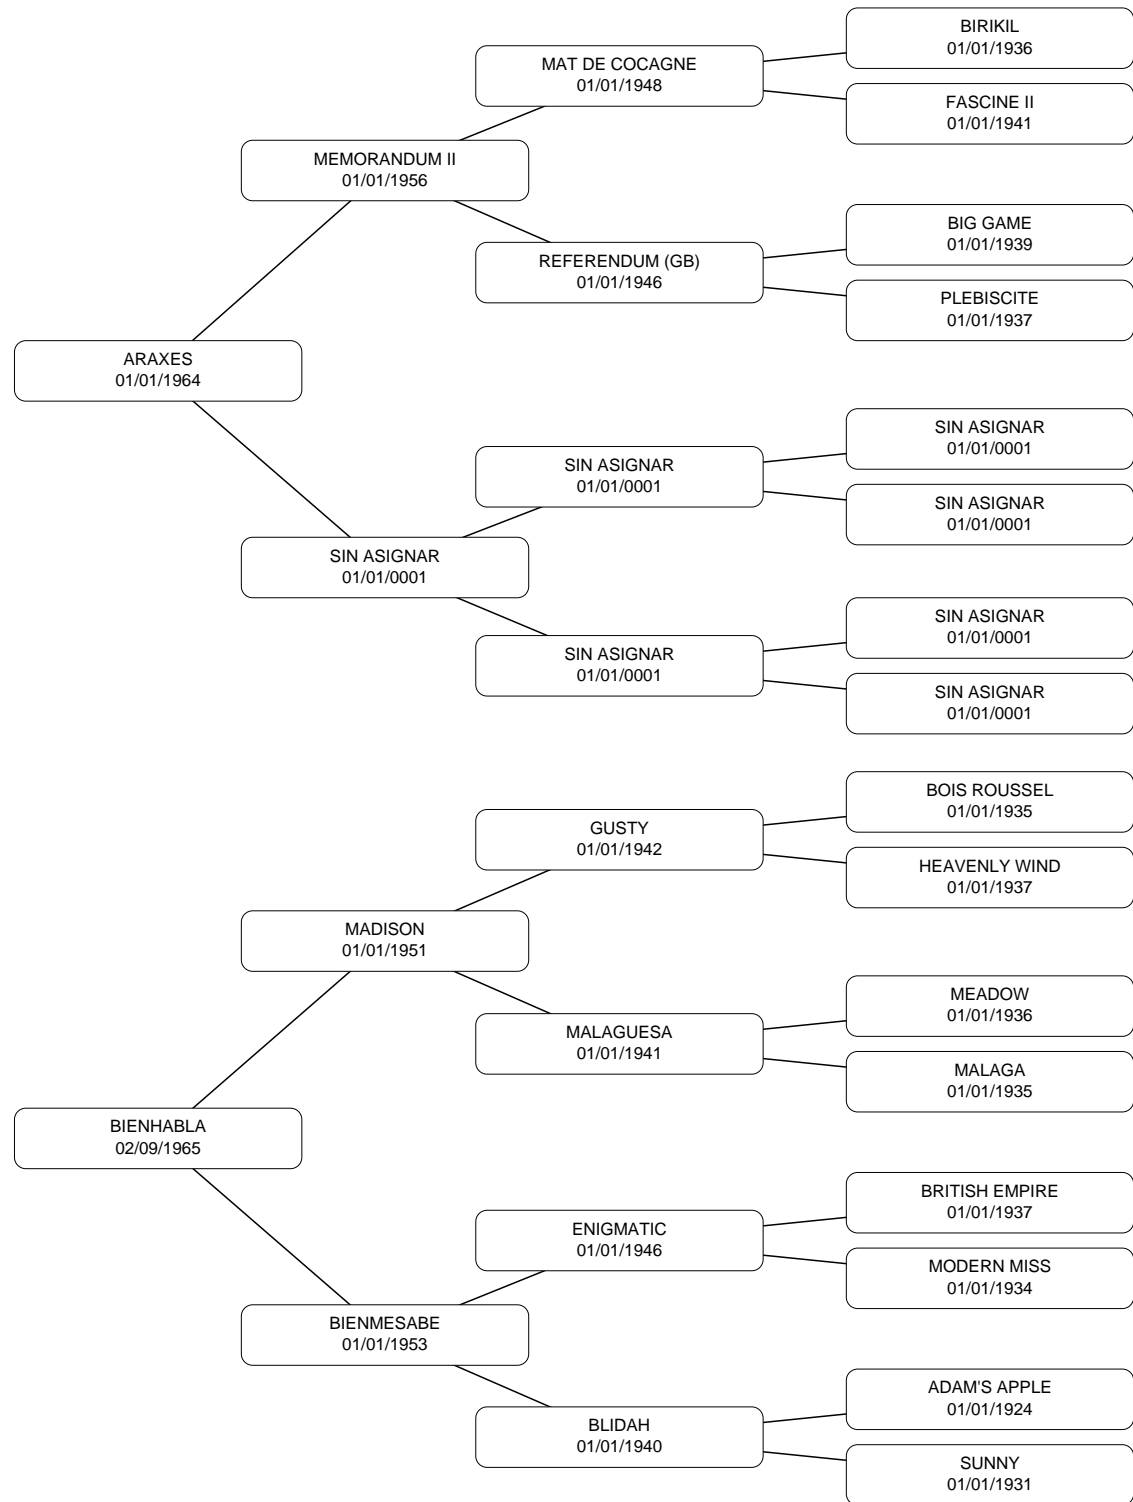 BIRIKIL
01/01/1936
MAT DE COCAGNE
01/01/1948
FASCINE II
01/01/1941
MEMORANDUM II
01/01/1956
BIG GAME
01/01/1939
REFERENDUM (GB)
01/01/1946
PLEBISCITE
01/01/1937
ARAXES
01/01/1964
SIN ASIGNAR
01/01/0001
SIN ASIGNAR
01/01/0001
SIN ASIGNAR
01/01/0001
SIN ASIGNAR
01/01/0001
SIN ASIGNAR
01/01/0001
SIN ASIGNAR
01/01/0001
SIN ASIGNAR
01/01/0001
BOIS ROUSSEL
01/01/1935
GUSTY
01/01/1942
HEAVENLY WIND
01/01/1937
MADISON
01/01/1951
MEADOW
01/01/1936
MALAGUESA
01/01/1941
MALAGA
01/01/1935
BIENHABLA
02/09/1965
BRITISH EMPIRE
01/01/1937
ENIGMATIC
01/01/1946
MODERN MISS
01/01/1934
BIENMESABE
01/01/1953
ADAM'S APPLE
01/01/1924
BLIDAH
01/01/1940
SUNNY
01/01/1931